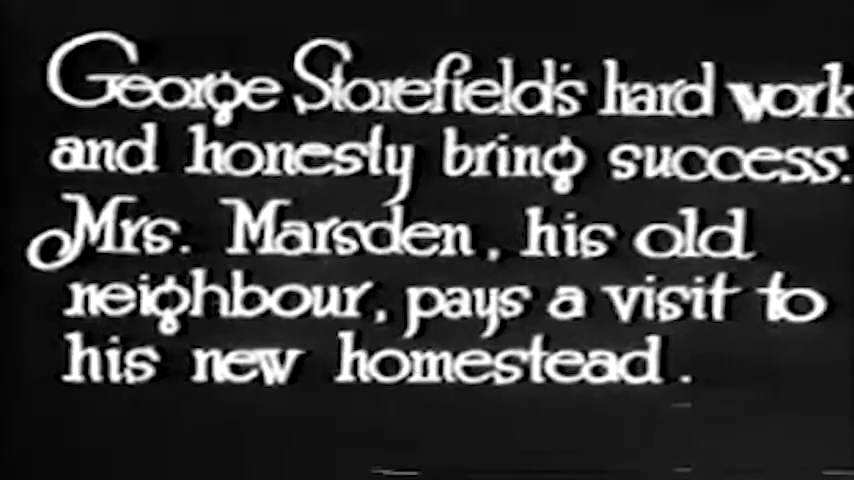 George Storefield's hard work
and honesty bring success.
Mrs. Marsden, his old
neighbour, pays a visit to
his new homestead.